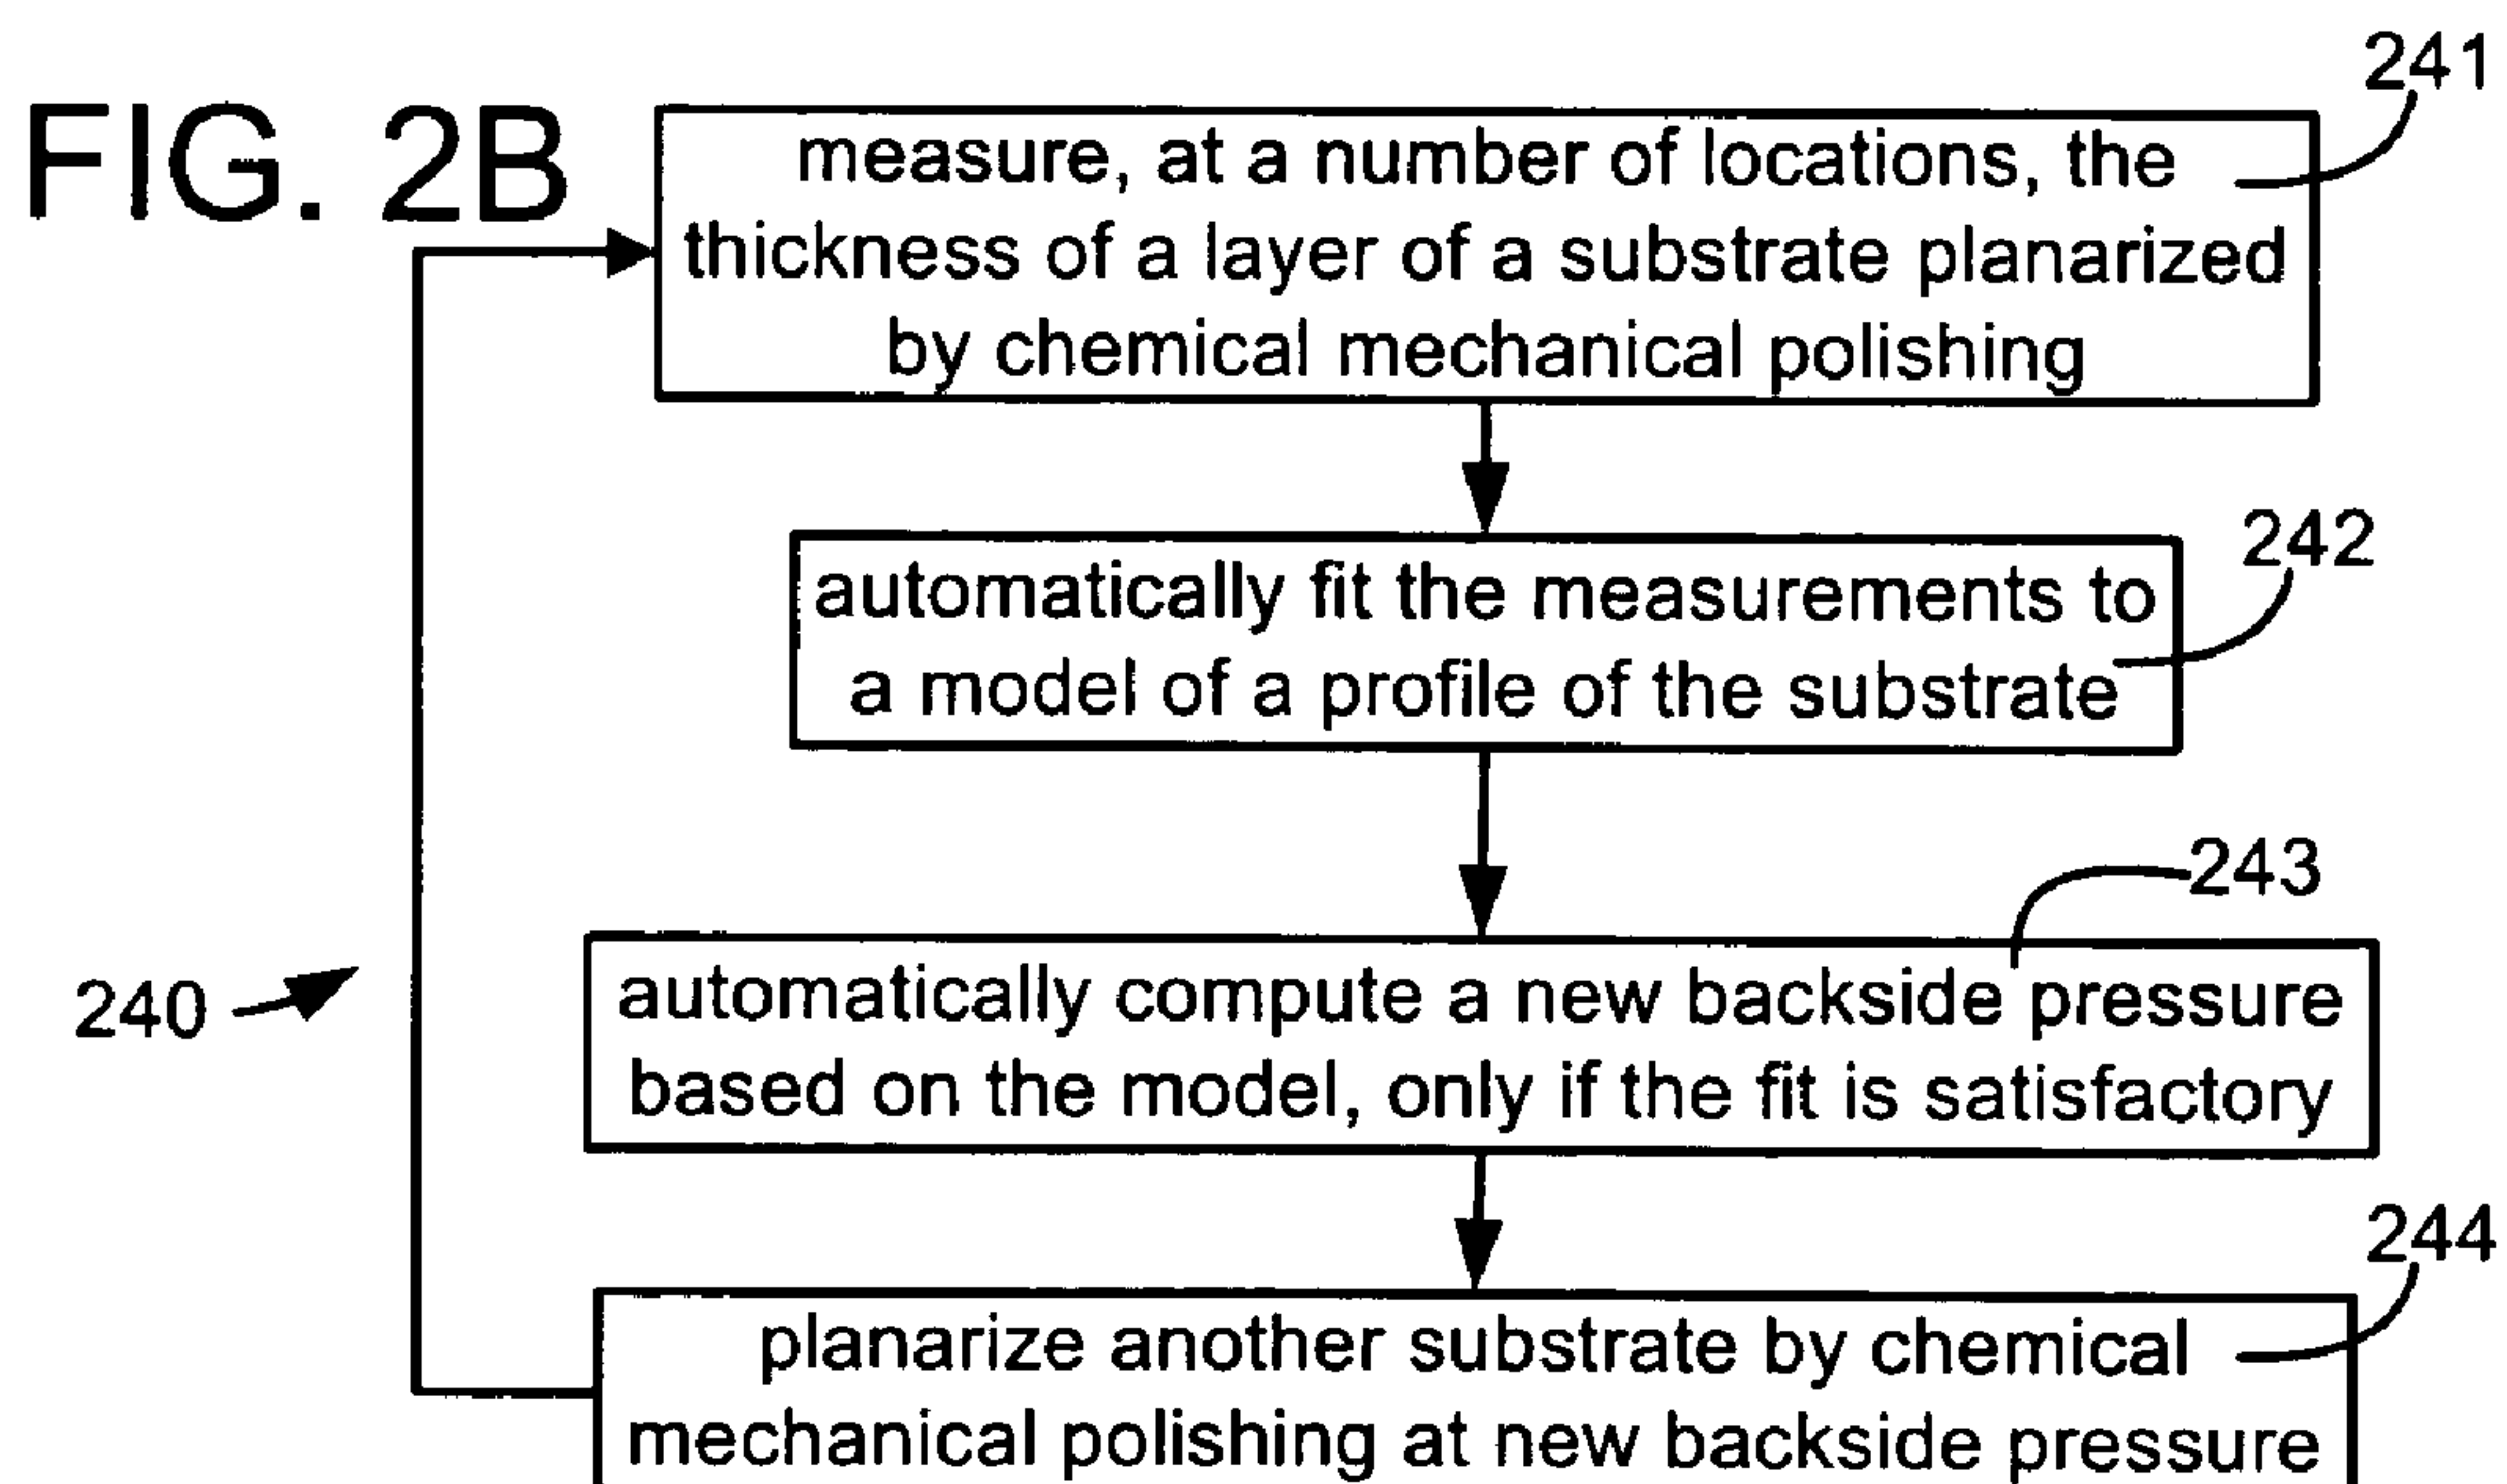 FIG. 2B
241
measure, at a number of locations, the
thickness of a layer of a substrate planarized
by chemical mechanical polishing
242
automatically fit the measurements to
a model of a profile of the substrate
243
240
automatically compute a new backside pressure
based on the model, only if the fit is satisfactory
244
planarize another substrate by chemical
mechanical polishing at new backside pressure